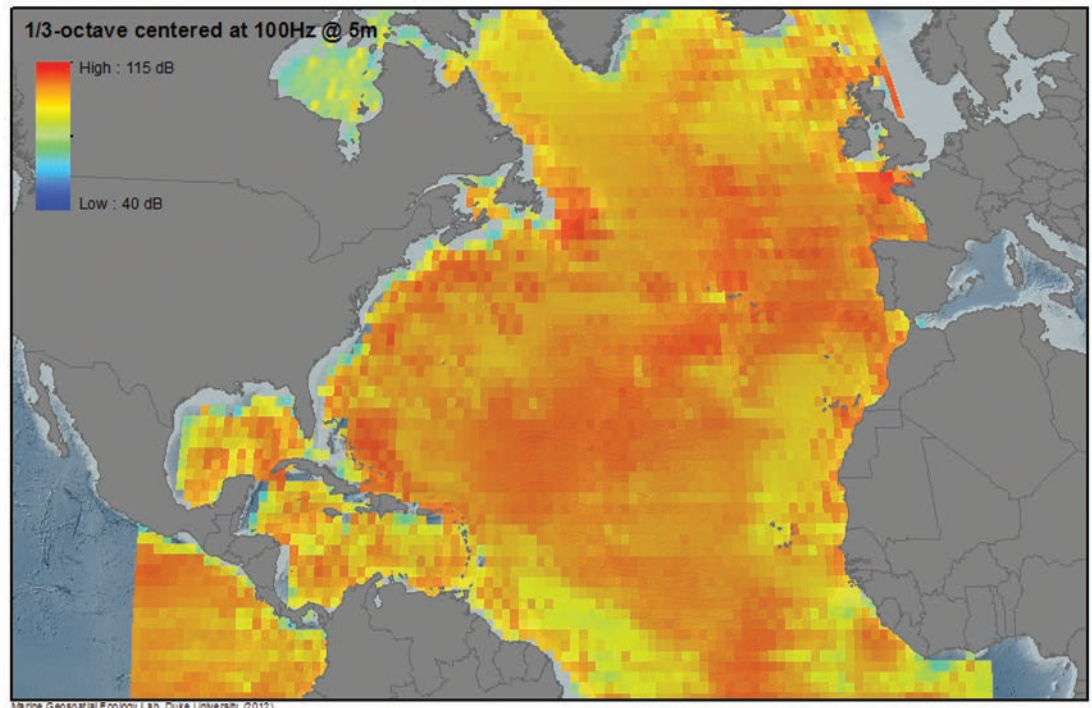 1/3-octave centered at 100Hz @ 5m
High : 115 dB
Low : 40 dB
Marine Geospatial Ecology Lab, Duke University (2012)